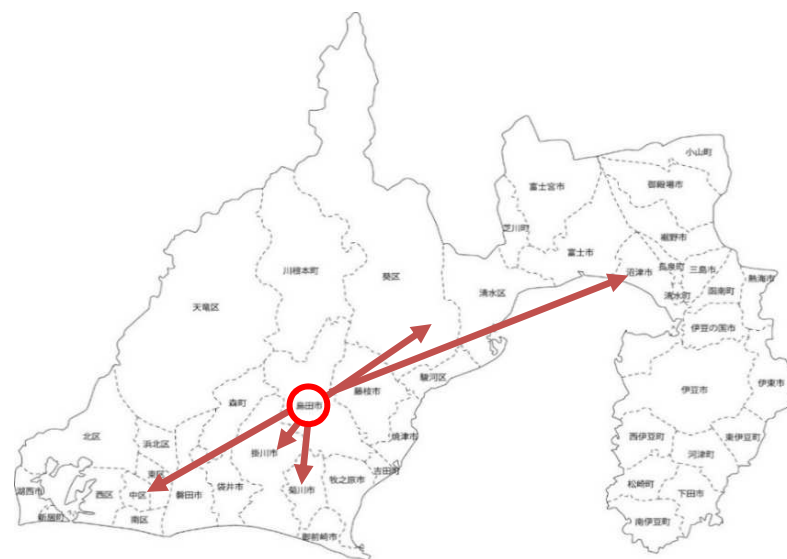 小山町
御殿場市
富士宮市
裾野市
芝川町
富士市
沼津市
長泉町
三島市
函南町
熱海市
清水町
川根本町
葵区
清水区
天竜区
伊豆の国市
駿河区
伊豆市
伊東市
藤枝市
森町
島田市
北区
浜北区
焼津市
西伊豆町
東伊豆町
掛川市
河津町
吉田町
東区
湖西市
西区
中区
磐田市
袋井市
菊川市
牧之原市
松崎町
下田市
新居町
南区
南伊豆町
御前崎市